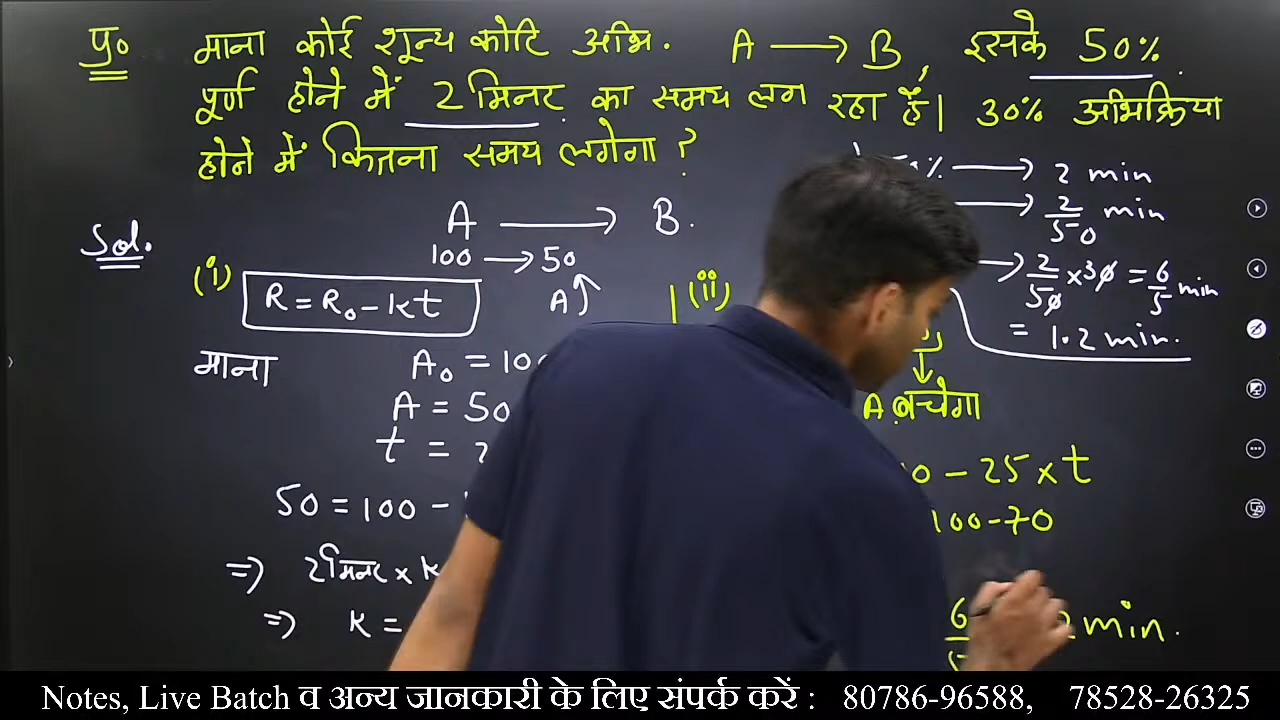 प्र० माना कोई शून्य कोटि अभि. A → B, इसके 50%
पूर्ण होने में 2 मिनट का समय लग रहा है। 30% अभिक्रिया
होने में कितना समय लगेगा ?
Sol.
A → B.
100 → 50
A
(i) R = R₀ - kt
माना A₀ = 10
A = 50
t = 2
50 = 100 -
⇒ 2 मिनट × K
⇒ K =
(ii)
A बचेगा
0 - 25 × t
100 - 70
6
min.
% → 2 min
→ 2/50 min
→ 2/50 × 30 = 6/5 min
= 1.2 min.
Notes, Live Batch व अन्य जानकारी के लिए संपर्क करें : 80786-96588, 78528-26325